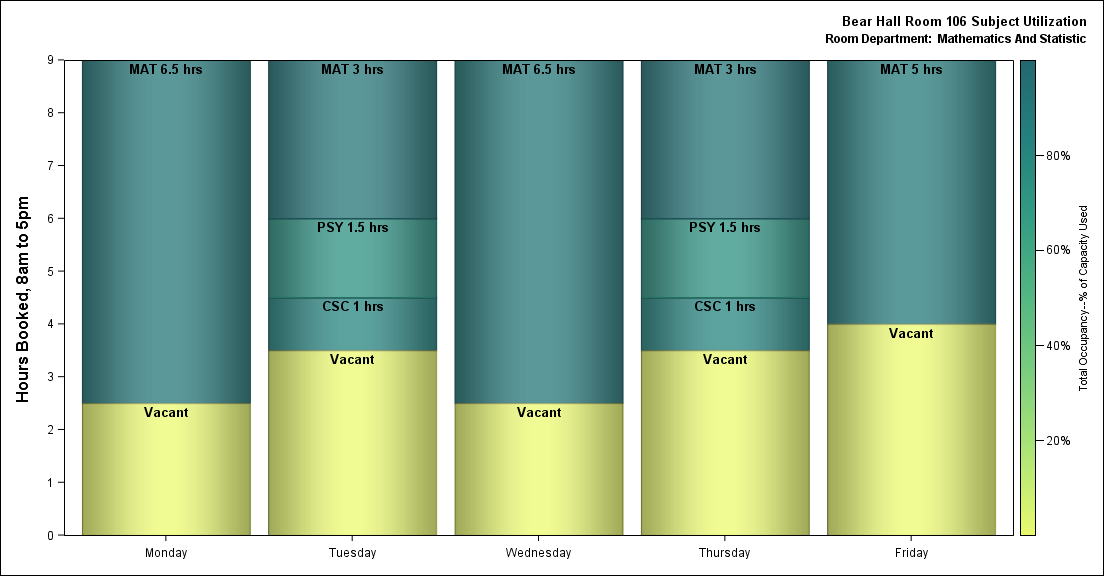 Bear Hall Room 106 Subject Utilization
Room Department: Mathematics And Statistic
Hours Booked, 8am to 5pm
9
8
7
6
5
4
3
2
1
0
MAT 6.5 hrs
Vacant
MAT 3 hrs
PSY 1.5 hrs
CSC 1 hrs
Vacant
MAT 6.5 hrs
Vacant
MAT 3 hrs
PSY 1.5 hrs
CSC 1 hrs
Vacant
MAT 5 hrs
Vacant
Monday Tuesday Wednesday Thursday Friday
80%
60%
40%
20%
Total Occupancy--% of Capacity Used